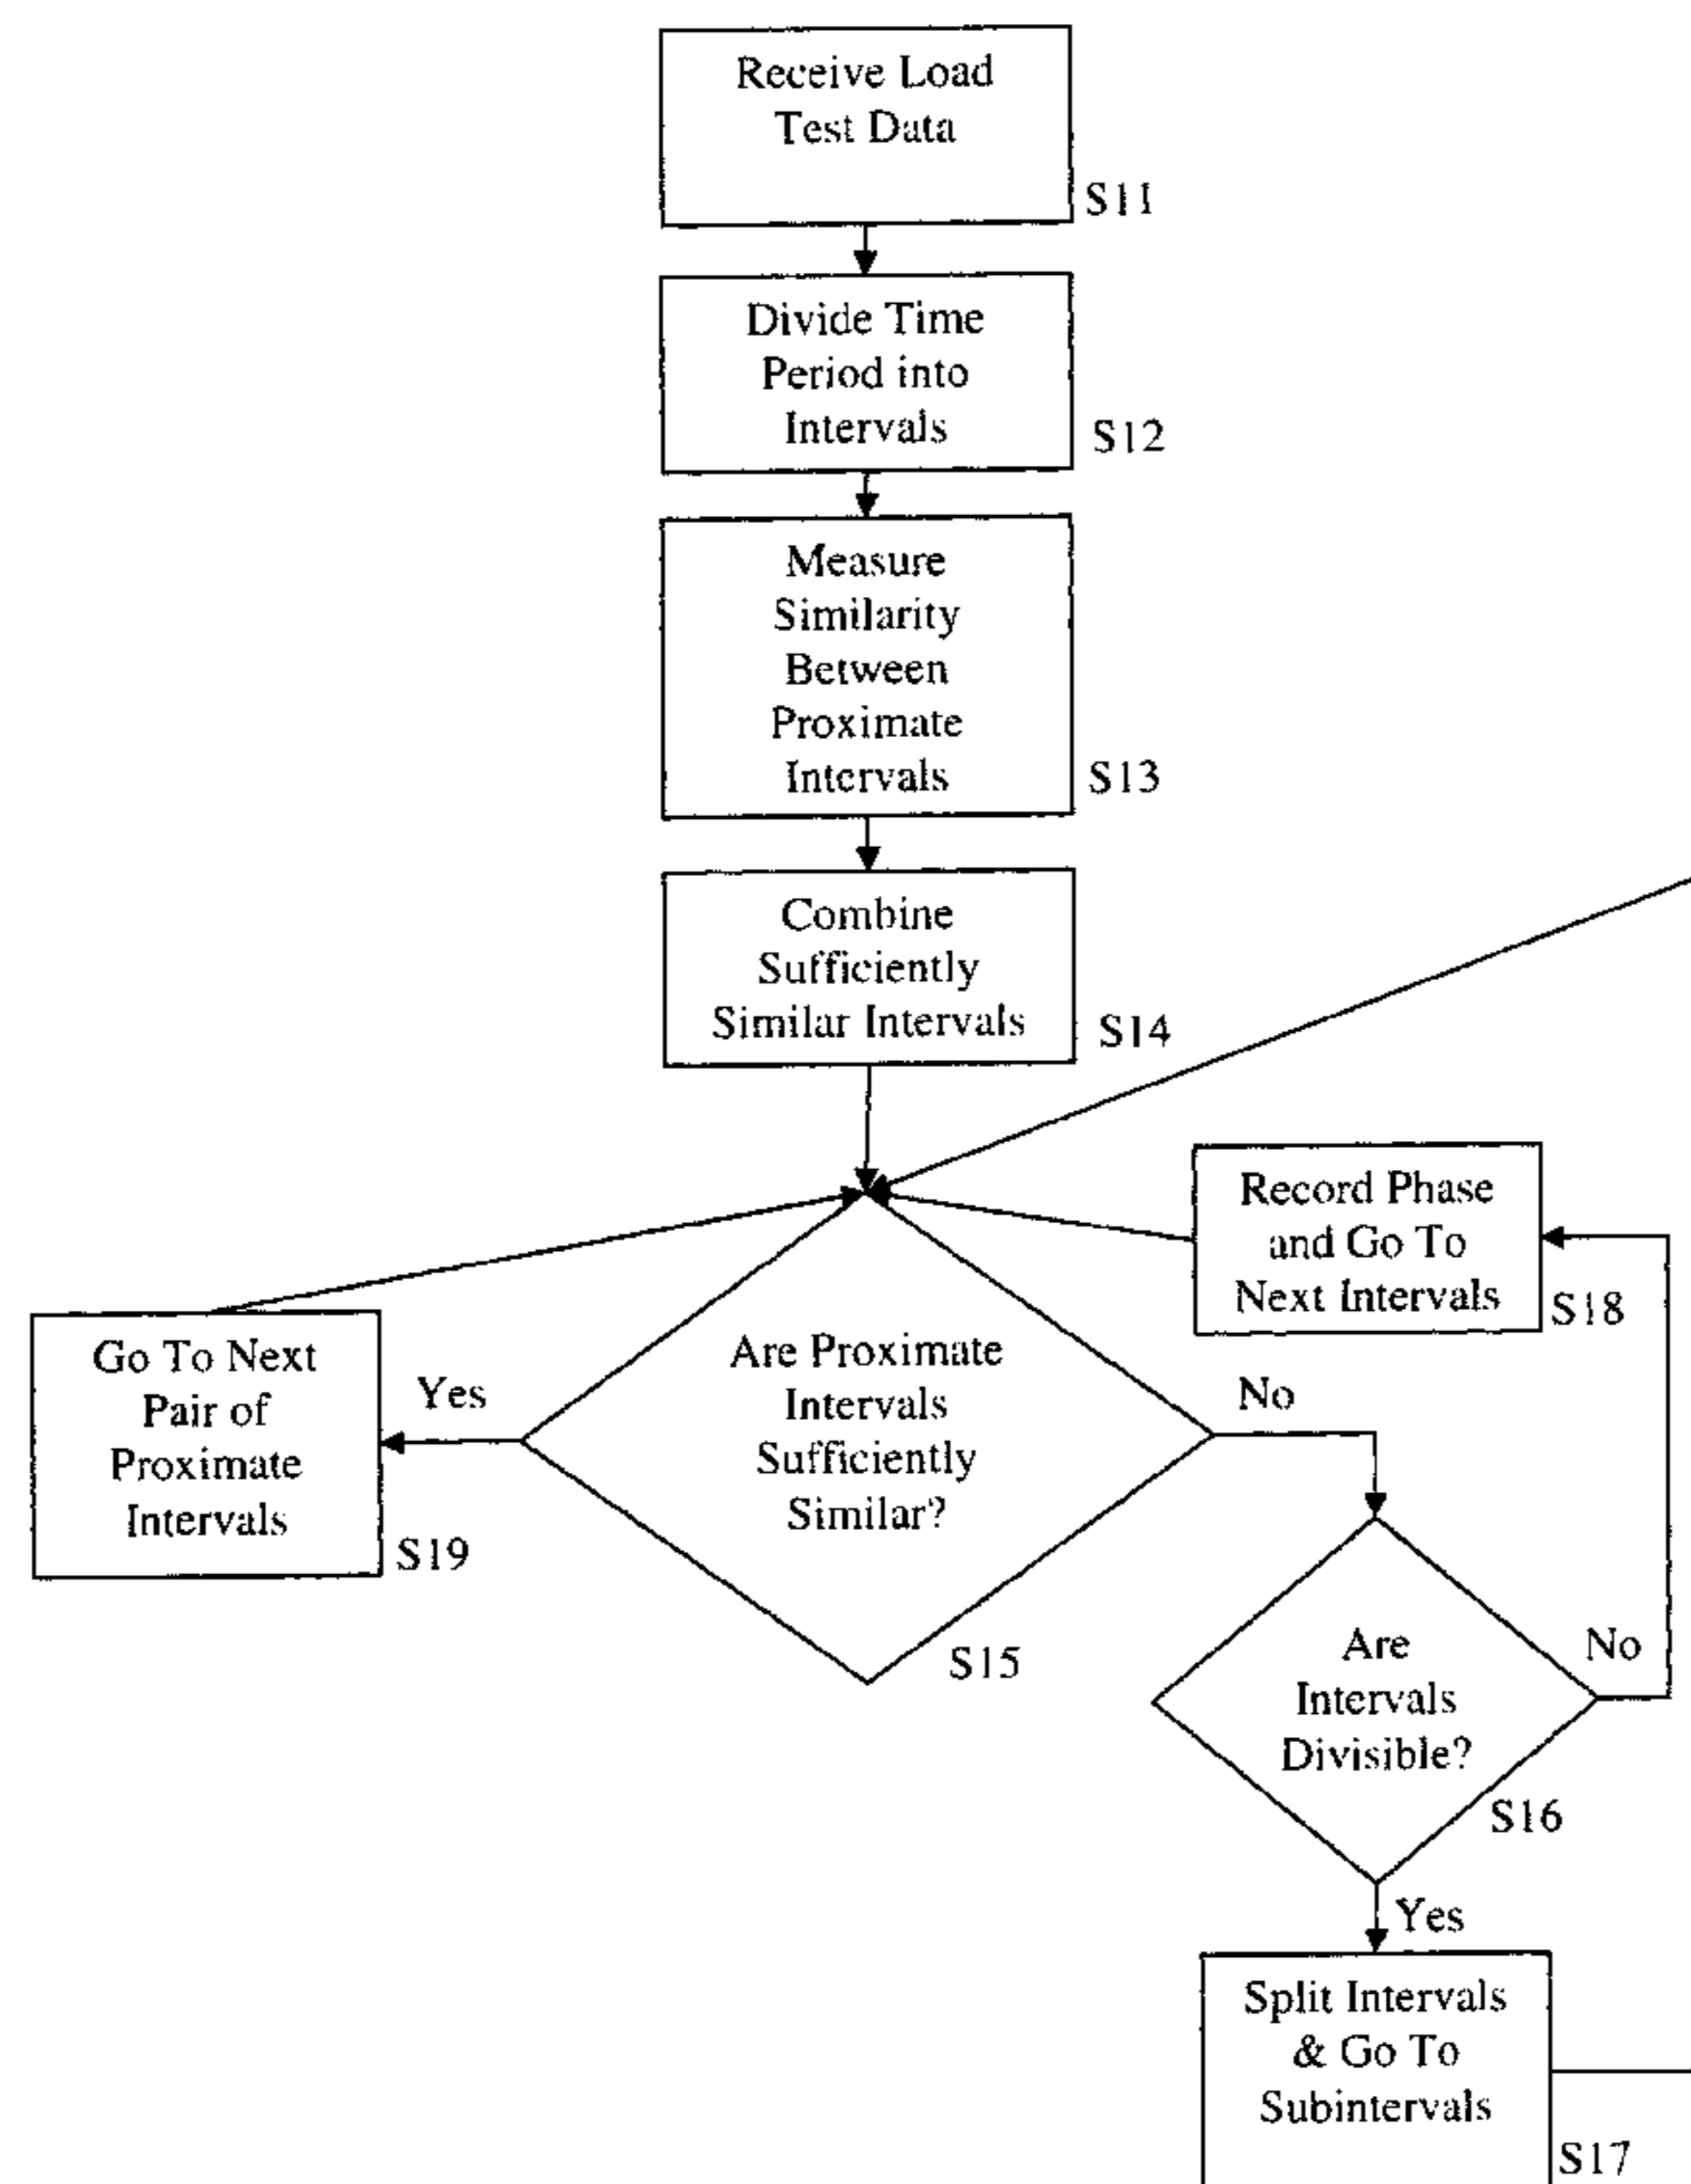 Receive Load
Test Data
S11
Divide Time
Period into
Intervals
S12
Measure
Similarity
Between
Proximate
Intervals
S13
Combine
Sufficiently
Similar Intervals
S14
Record Phase
and Go To
Next Intervals
S18
Go To Next
Pair of
Proximate
Intervals
S19
Yes
Are Proximate
Intervals
Sufficiently
Similar?
S15
No
Are
Intervals
Divisible?
S16
No
Yes
Split Intervals
& Go To
Subintervals
S17